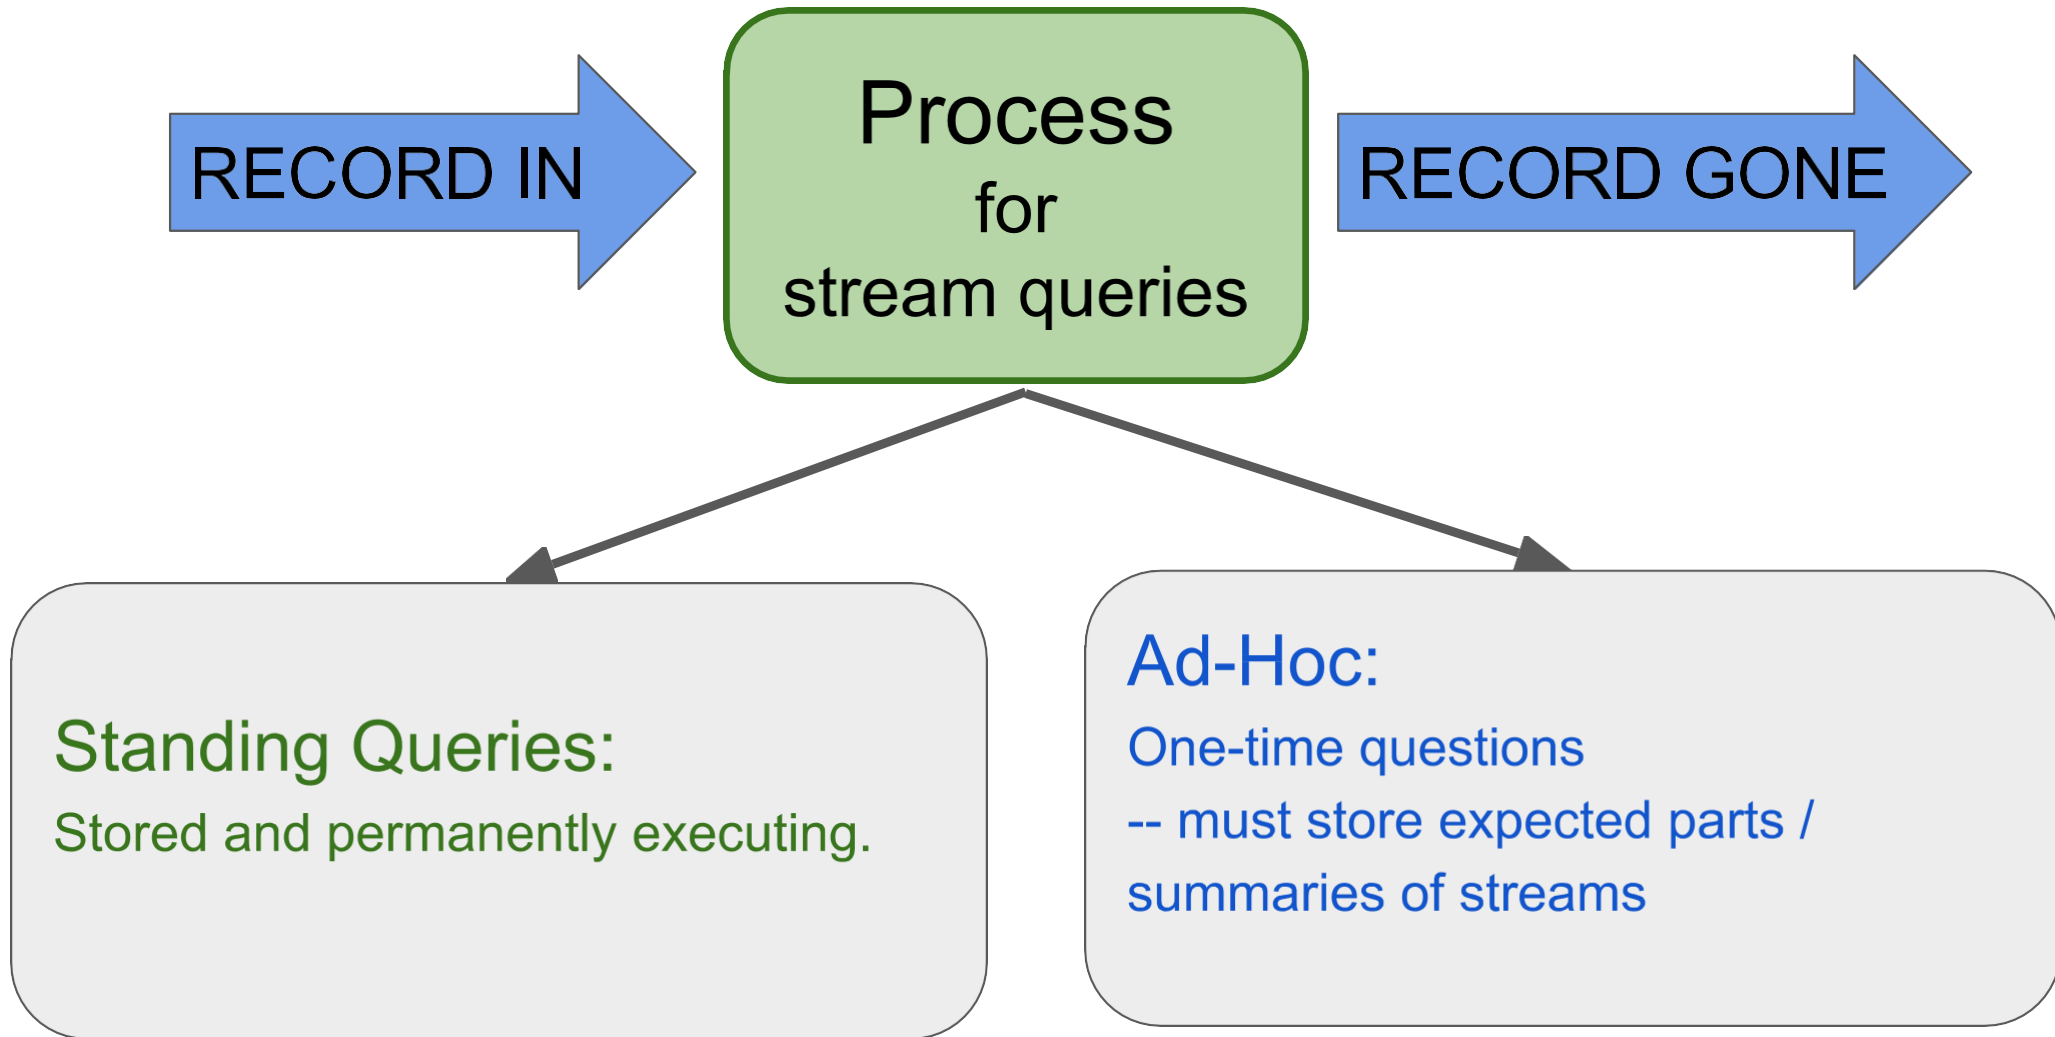 RECORD IN
Process
for
stream queries
RECORD GONE
Standing Queries:
Stored and permanently executing.
Ad-Hoc:
One-time questions
-- must store expected parts /
summaries of streams